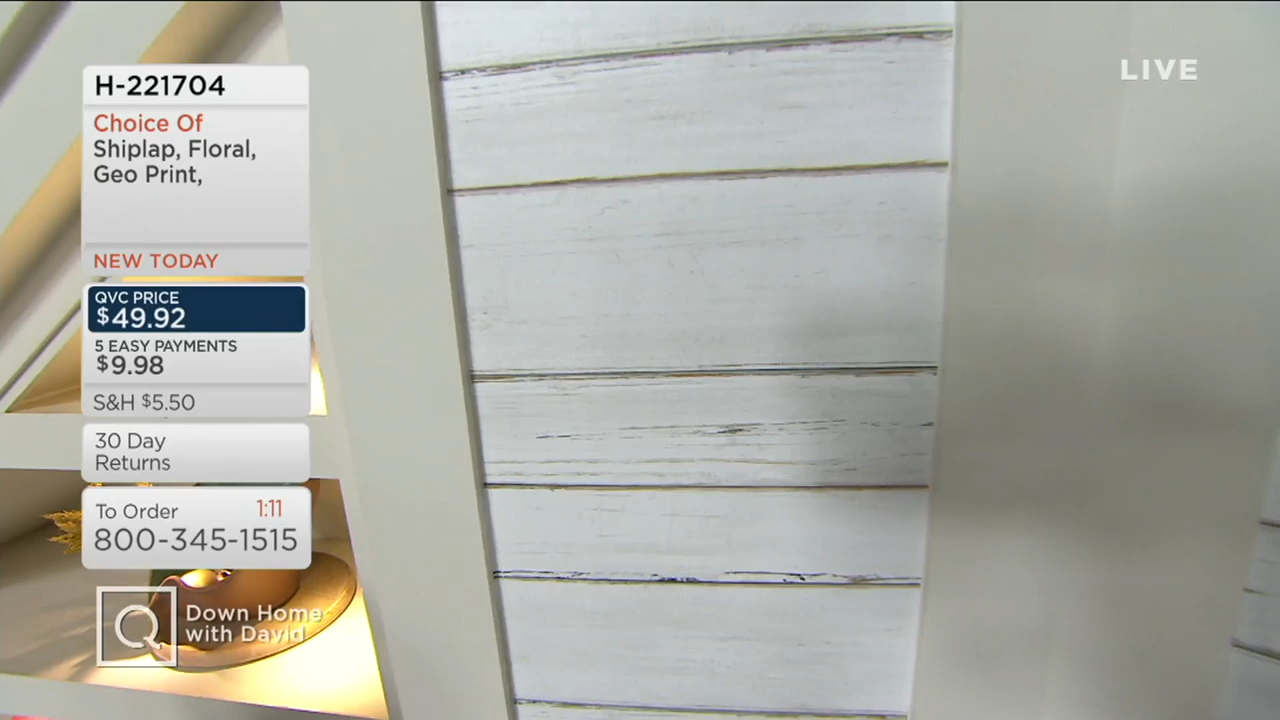 H-221704
Choice Of
Shiplap, Floral,
Geo Print,
NEW TODAY
QVC PRICE
$49.92
5 EASY PAYMENTS
$9.98
S&H $5.50
30 Day
Returns
To Order 1:11
800-345-1515
Down Home
with David
LIVE